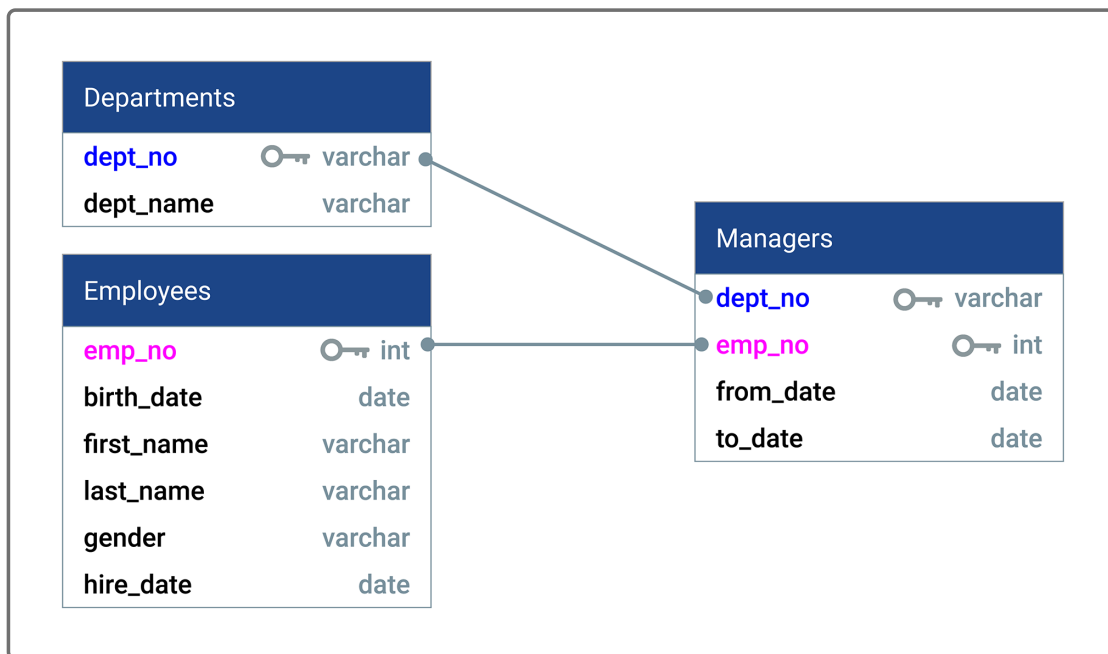 Departments
dept_no varchar
dept_name varchar
Employees
emp_no int
birth_date date
first_name varchar
last_name varchar
gender varchar
hire_date date
Managers
dept_no varchar
emp_no int
from_date date
to_date date